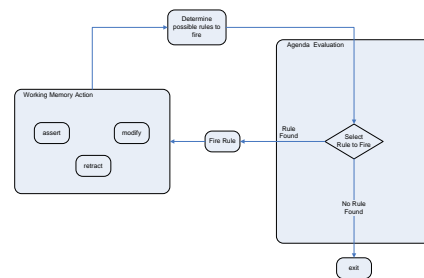 Determine
possible rules to
fire
Agenda Evaluation
Working Memory Action
assert
modify
retract
Fire Rule
Rule
Found
Select
Rule to Fire
No Rule
Found
exit